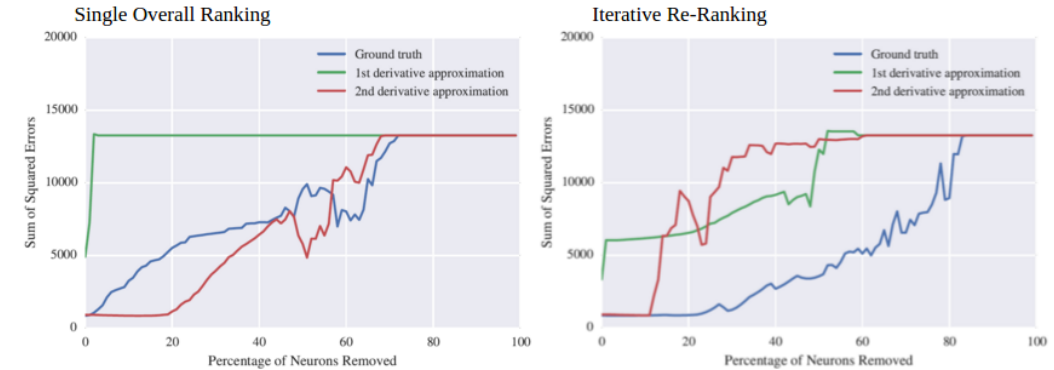 Single Overall Ranking
20000
15000
10000
5000
0
0 20 40 60 80 100
Sum of Squared Errors
Percentage of Neurons Removed
Ground truth
1st derivative approximation
2nd derivative approximation
Iterative Re-Ranking
20000
15000
10000
5000
0
0 20 40 60 80 100
Sum of Squared Errors
Percentage of Neurons Removed
Ground truth
1st derivative approximation
2nd derivative approximation